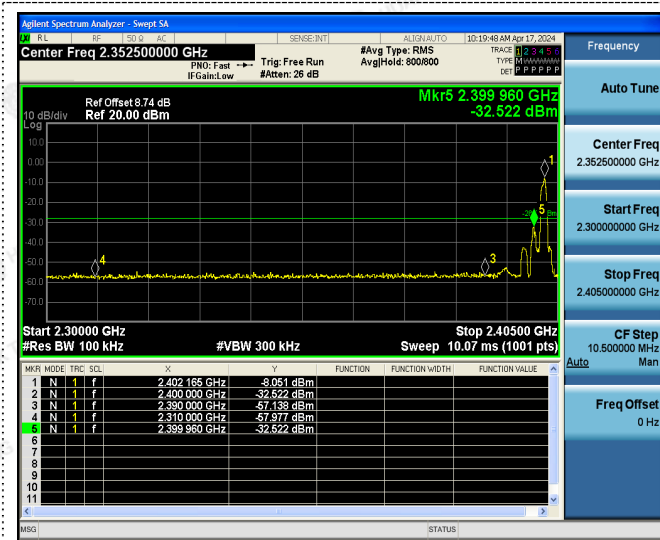 Agilent Spectrum Analyzer - Swept SA
LXI RL RF 50 Ω AC SENSE:INT ALIGN AUTO 10:19:48 AM Apr 17, 2024
Center Freq 2.352500000 GHz
PNO: Fast
IFGain:Low
Trig: Free Run
#Atten: 26 dB
#Avg Type: RMS
Avg|Hold: 800/800
TRACE 1 2 3 4 5 6
TYPE M W W W W W
DET P P P P P P
Frequency
Auto Tune
Center Freq
2.352500000 GHz
Start Freq
2.300000000 GHz
Stop Freq
2.405000000 GHz
CF Step
10.500000 MHz
Auto Man
Freq Offset
0 Hz
Mkr5 2.399 960 GHz
-32.522 dBm
Ref Offset 8.74 dB
10 dB/div Ref 20.00 dBm
Log
10.0
0.00
-10.0
-20.0
-30.0
-40.0
-50.0
-60.0
-70.0
1
5
3
4
Start 2.30000 GHz Stop 2.40500 GHz
#Res BW 100 kHz #VBW 300 kHz Sweep 10.07 ms (1001 pts)
MKR MODE TRC SCL X Y FUNCTION FUNCTION WIDTH FUNCTION VALUE
1 N 1 f 2.402 165 GHz -8.051 dBm
2 N 1 f 2.400 000 GHz -32.522 dBm
3 N 1 f 2.390 000 GHz -57.138 dBm
4 N 1 f 2.310 000 GHz -57.977 dBm
5 N 1 f 2.399 960 GHz -32.522 dBm
6
7
8
9
10
11
MSG STATUS